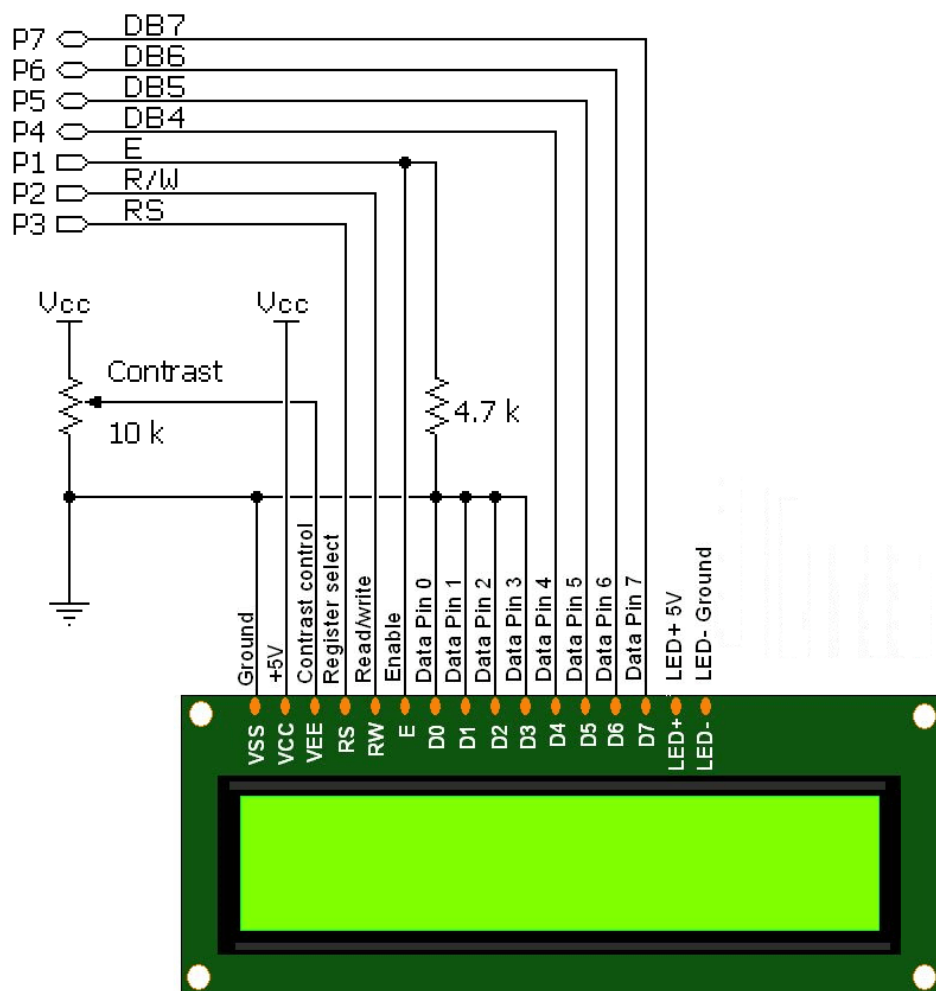 P7 DB7
P6 DB6
P5 DB5
P4 DB4
P1 E
P2 R/W
P3 RS
Vcc
Vcc
Contrast
10 k
4.7 k
Ground
+5V
Contrast control
Register select
Read/write
Enable
Data Pin 0
Data Pin 1
Data Pin 2
Data Pin 3
Data Pin 4
Data Pin 5
Data Pin 6
Data Pin 7
LED+ 5V
LED- Ground
VSS
VCC
VEE
RS
RW
E
D0
D1
D2
D3
D4
D5
D6
D7
LED+
LED-